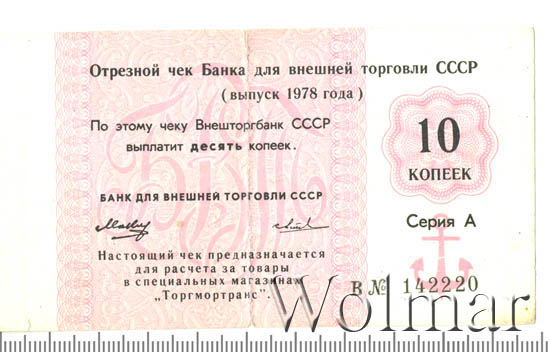 Отрезной чек Банка для внешней торговли СССР
( выпуск 1978 года )
По этому чеку Внешторгбанк СССР
выплатит десять копеек.
10
КОПЕЕК
БАНК ДЛЯ ВНЕШНЕЙ ТОРГОВЛИ СССР
Серия А
Настоящий чек предназначается
для расчета за товары
в специальных магазинах
„Торгмортранс".
В № 142220
Wolmar